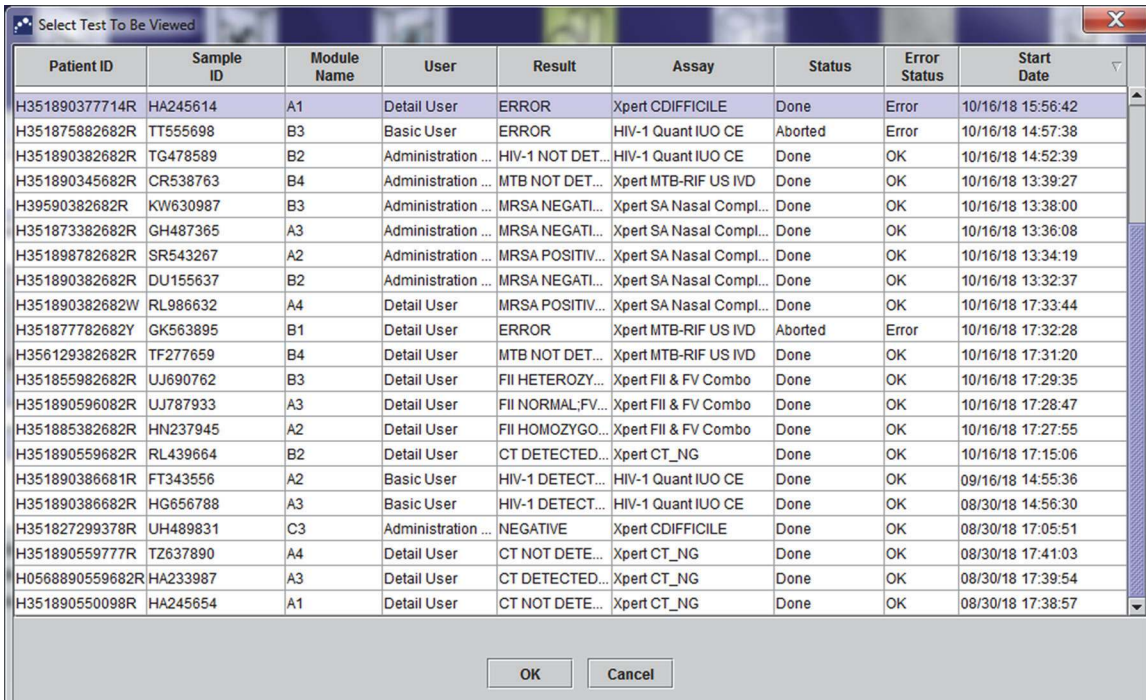 Select Test To Be Viewed
Patient ID Sample ID Module Name User Result Assay Status Error Status Start Date
H351890377714R HA245614 A1 Detail User ERROR Xpert CDIFFICILE Done Error 10/16/18 15:56:42
H351875882682R TT555698 B3 Basic User ERROR HIV-1 Quant IUO CE Aborted Error 10/16/18 14:57:38
H351890382682R TG478589 B2 Administration ... HIV-1 NOT DET... HIV-1 Quant IUO CE Done OK 10/16/18 14:52:39
H351890345682R CR538763 B4 Administration ... MTB NOT DET... Xpert MTB-RIF US IVD Done OK 10/16/18 13:39:27
H39590382682R KW630987 B3 Administration ... MRSA NEGATI... Xpert SA Nasal Compl... Done OK 10/16/18 13:38:00
H351873382682R GH487365 A3 Administration ... MRSA NEGATI... Xpert SA Nasal Compl... Done OK 10/16/18 13:36:08
H351898782682R SR543267 A2 Administration ... MRSA POSITIV... Xpert SA Nasal Compl... Done OK 10/16/18 13:34:19
H351890382682R DU155637 B2 Administration ... MRSA NEGATI... Xpert SA Nasal Compl... Done OK 10/16/18 13:32:37
H351890382682W RL986632 A4 Detail User MRSA POSITIV... Xpert SA Nasal Compl... Done OK 10/16/18 17:33:44
H351877782682Y GK563895 B1 Detail User ERROR Xpert MTB-RIF US IVD Aborted Error 10/16/18 17:32:28
H356129382682R TF277659 B4 Detail User MTB NOT DET... Xpert MTB-RIF US IVD Done OK 10/16/18 17:31:20
H351855982682R UJ690762 B3 Detail User FII HETEROZY... Xpert FII & FV Combo Done OK 10/16/18 17:29:35
H351890596082R UJ787933 A3 Detail User FII NORMAL;FV... Xpert FII & FV Combo Done OK 10/16/18 17:28:47
H351885382682R HN237945 A2 Detail User FII HOMOZYGO... Xpert FII & FV Combo Done OK 10/16/18 17:27:55
H351890559682R RL439664 B2 Detail User CT DETECTED... Xpert CT_NG Done OK 10/16/18 17:15:06
H351890386681R FT343556 A2 Basic User HIV-1 DETECT... HIV-1 Quant IUO CE Done OK 09/16/18 14:55:36
H351890386682R HG656788 A3 Basic User HIV-1 DETECT... HIV-1 Quant IUO CE Done OK 08/30/18 14:56:30
H351827299378R UH489831 C3 Administration ... NEGATIVE Xpert CDIFFICILE Done OK 08/30/18 17:05:51
H351890559777R TZ637890 A4 Detail User CT NOT DETE... Xpert CT_NG Done OK 08/30/18 17:41:03
H0568890559682R HA233987 A3 Detail User CT DETECTED... Xpert CT_NG Done OK 08/30/18 17:39:54
H351890550098R HA245654 A1 Detail User CT NOT DETE... Xpert CT_NG Done OK 08/30/18 17:38:57
OK Cancel